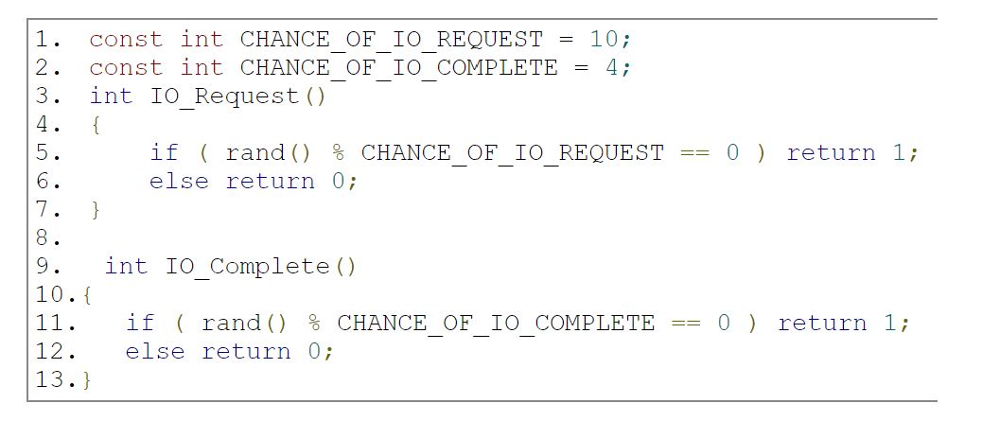 1. const int CHANCE_OF_IO_REQUEST = 10;
2. const int CHANCE_OF_IO_COMPLETE = 4;
3. int IO_Request()
4. {
5. if ( rand() % CHANCE_OF_IO_REQUEST == 0 ) return 1;
6. else return 0;
7. }
8.
9. int IO_Complete()
10.{
11. if ( rand() % CHANCE_OF_IO_COMPLETE == 0 ) return 1;
12. else return 0;
13.}